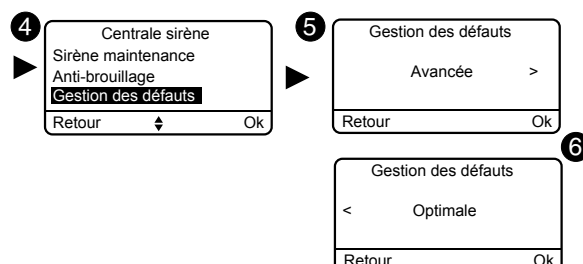 4
Centrale sirène
Sirène maintenance
Anti-brouillage
Gestion des défauts
Retour Ok
5
Gestion des défauts
Avancée >
Retour Ok
6
Gestion des défauts
< Optimale
Retour Ok